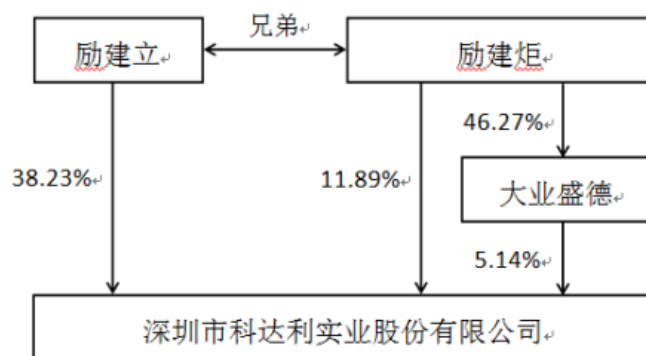 兄弟
励建立
励建炬
46.27%
38.23%
11.89%
大业盛德
5.14%
深圳市科达利实业股份有限公司